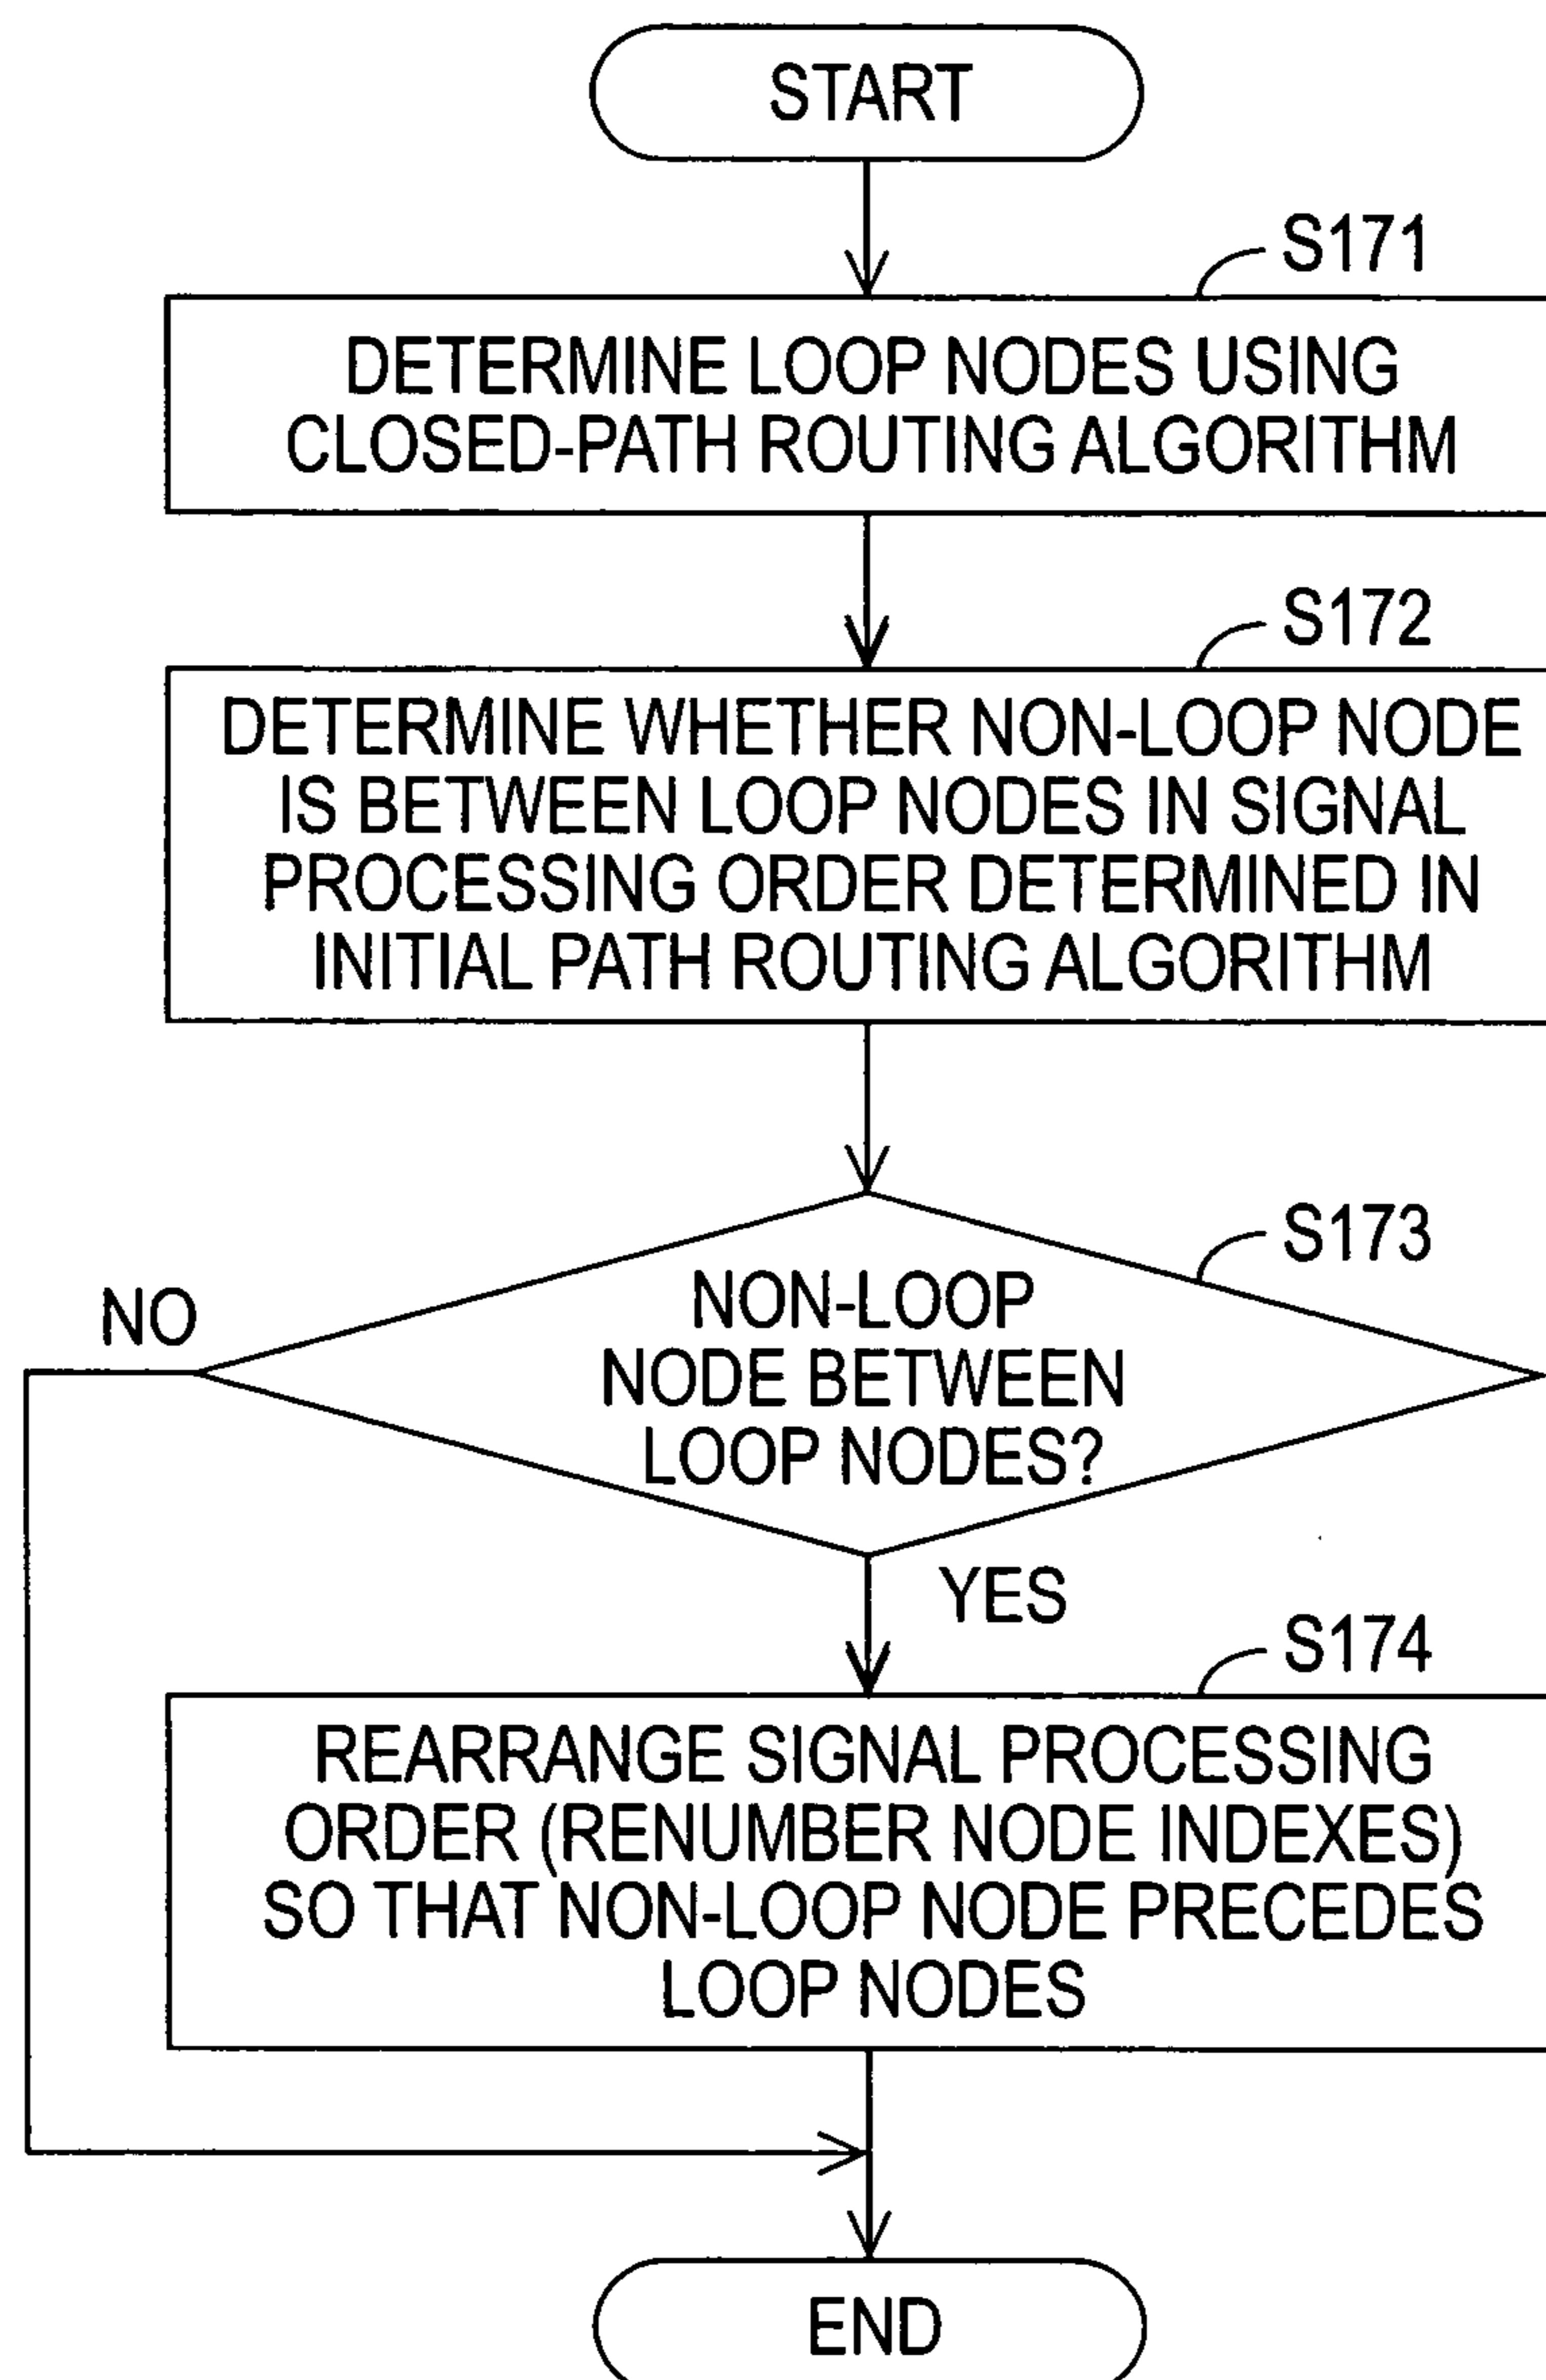 START
S171
DETERMINE LOOP NODES USING
CLOSED-PATH ROUTING ALGORITHM
S172
DETERMINE WHETHER NON-LOOP NODE
IS BETWEEN LOOP NODES IN SIGNAL
PROCESSING ORDER DETERMINED IN
INITIAL PATH ROUTING ALGORITHM
S173
NON-LOOP
NODE BETWEEN
LOOP NODES?
NO
YES
S174
REARRANGE SIGNAL PROCESSING
ORDER (RENUMBER NODE INDEXES)
SO THAT NON-LOOP NODE PRECEDES
LOOP NODES
END